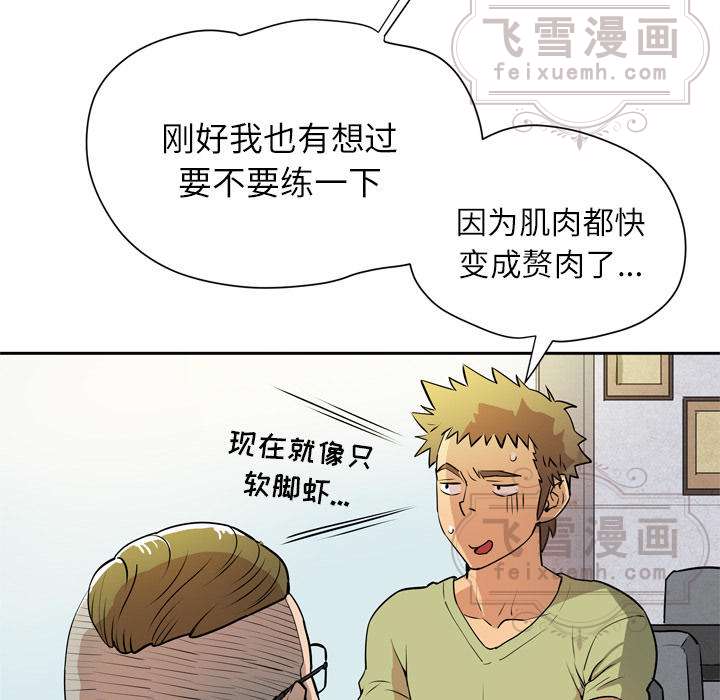 飞雪漫画
feixuemh.com
刚好我也有想过
要不要练一下
因为肌肉都快
变成赘肉了...
现在就像只
软脚虾...
飞雪漫画
feixuemh.com